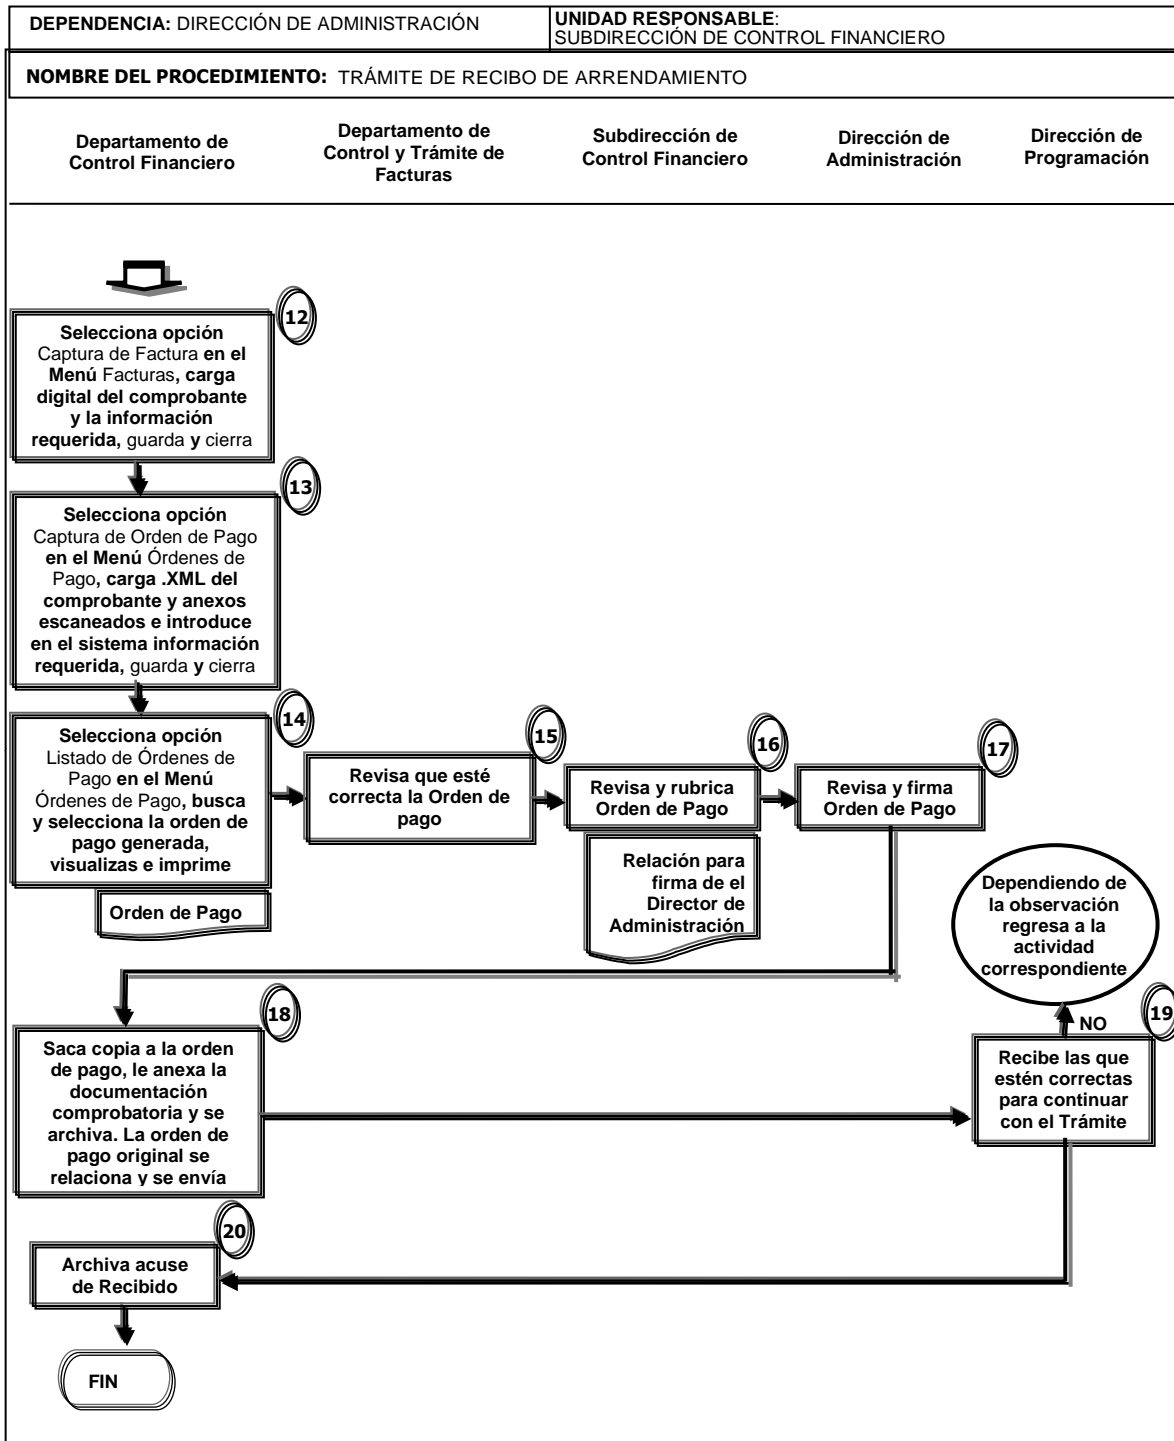 DEPENDENCIA: DIRECCIÓN DE ADMINISTRACIÓN
UNIDAD RESPONSABLE:
SUBDIRECCIÓN DE CONTROL FINANCIERO
NOMBRE DEL PROCEDIMIENTO: TRÁMITE DE RECIBO DE ARRENDAMIENTO
Departamento de
Control Financiero
Departamento de
Control y Trámite de
Facturas
Subdirección de
Control Financiero
Dirección de
Administración
Dirección de
Programación
12
Selecciona opción
Captura de Factura en el
Menú Facturas, carga
digital del comprobante
y la información
requerida, guarda y cierra
13
Selecciona opción
Captura de Orden de Pago
en el Menú Órdenes de
Pago, carga .XML del
comprobante y anexos
escaneados e introduce
en el sistema información
requerida, guarda y cierra
14
Selecciona opción
Listado de Órdenes de
Pago en el Menú
Órdenes de Pago, busca
y selecciona la orden de
pago generada,
visualizas e imprime
Orden de Pago
15
Revisa que esté
correcta la Orden de
pago
16
Revisa y rubrica
Orden de Pago
Relación para
firma de el
Director de
Administración
17
Revisa y firma
Orden de Pago
Dependiendo de
la observación
regresa a la
actividad
correspondiente
18
Saca copia a la orden
de pago, le anexa la
documentación
comprobatoria y se
archiva. La orden de
pago original se
relaciona y se envía
NO
19
Recibe las que
estén correctas
para continuar
con el Trámite
20
Archiva acuse
de Recibido
FIN